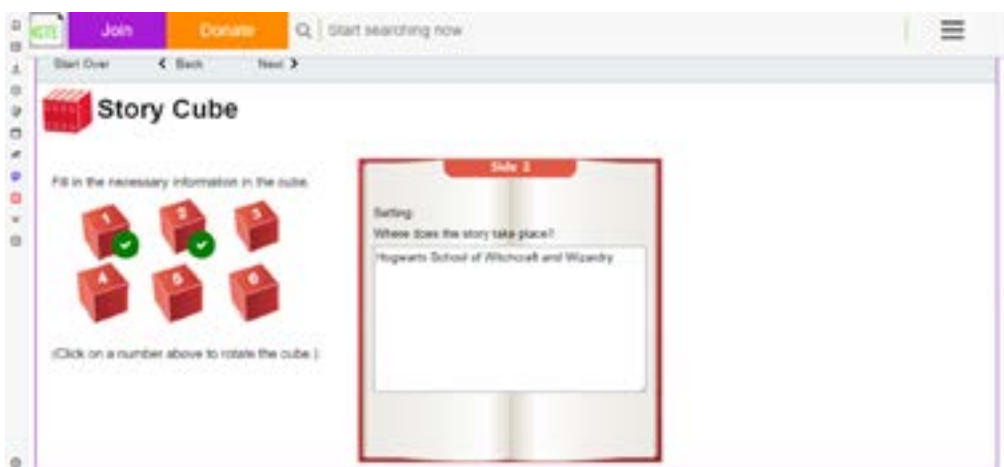 Join
Donate
Start searching now
Start Over
Back
Next
Story Cube
Fill in the necessary information in the cube.
1
2
3
4
5
6
(Click on a number above to rotate the cube.)
Side 2
Setting:
Where does the story take place?
Hogwarts School of Witchcraft and Wizardry